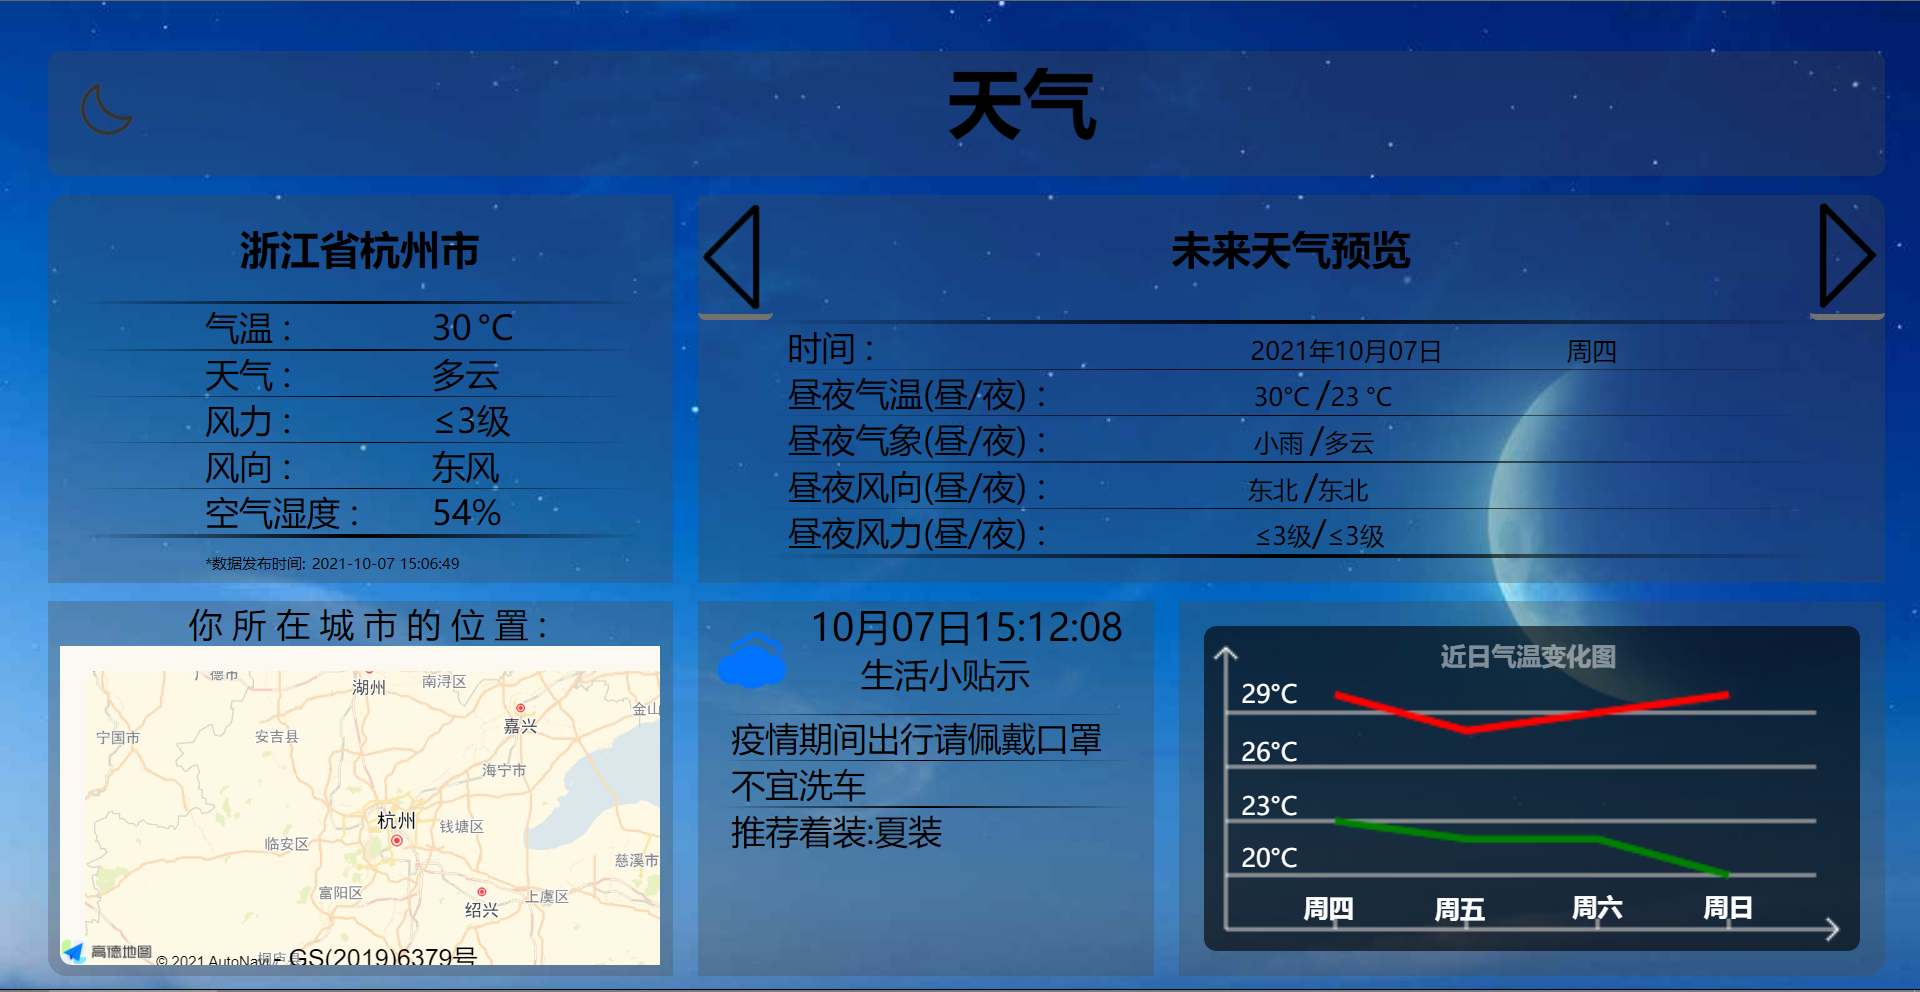 天气
浙江省杭州市
气温： 30 °C
天气： 多云
风力： ≤3级
风向： 东风
空气湿度： 54%
*数据发布时间: 2021-10-07 15:06:49
未来天气预览
时间： 2021年10月07日 周四
昼夜气温(昼/夜)： 30°C /23 °C
昼夜气象(昼/夜)： 小雨 /多云
昼夜风向(昼/夜)： 东北 /东北
昼夜风力(昼/夜)： ≤3级/≤3级
你所在城市的位置：
广德市
湖州
南浔区
嘉兴
金山
宁国市
安吉县
海宁市
杭州
钱塘区
临安区
慈溪市
富阳区
绍兴
上虞区
桐庐县
高德地图
© 2021 AutoNavi - GS(2019)6379号
10月07日15:12:08
生活小贴示
疫情期间出行请佩戴口罩
不宜洗车
推荐着装:夏装
近日气温变化图
29°C
26°C
23°C
20°C
周四 周五 周六 周日